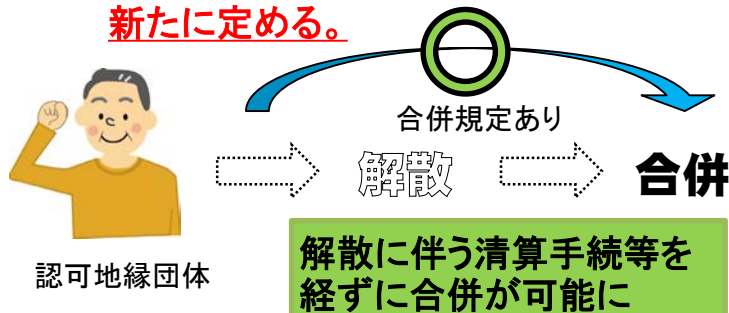 新たに定める。
合併規定あり
解散
合併
認可地縁団体
解散に伴う清算手続等を
経ずに合併が可能に